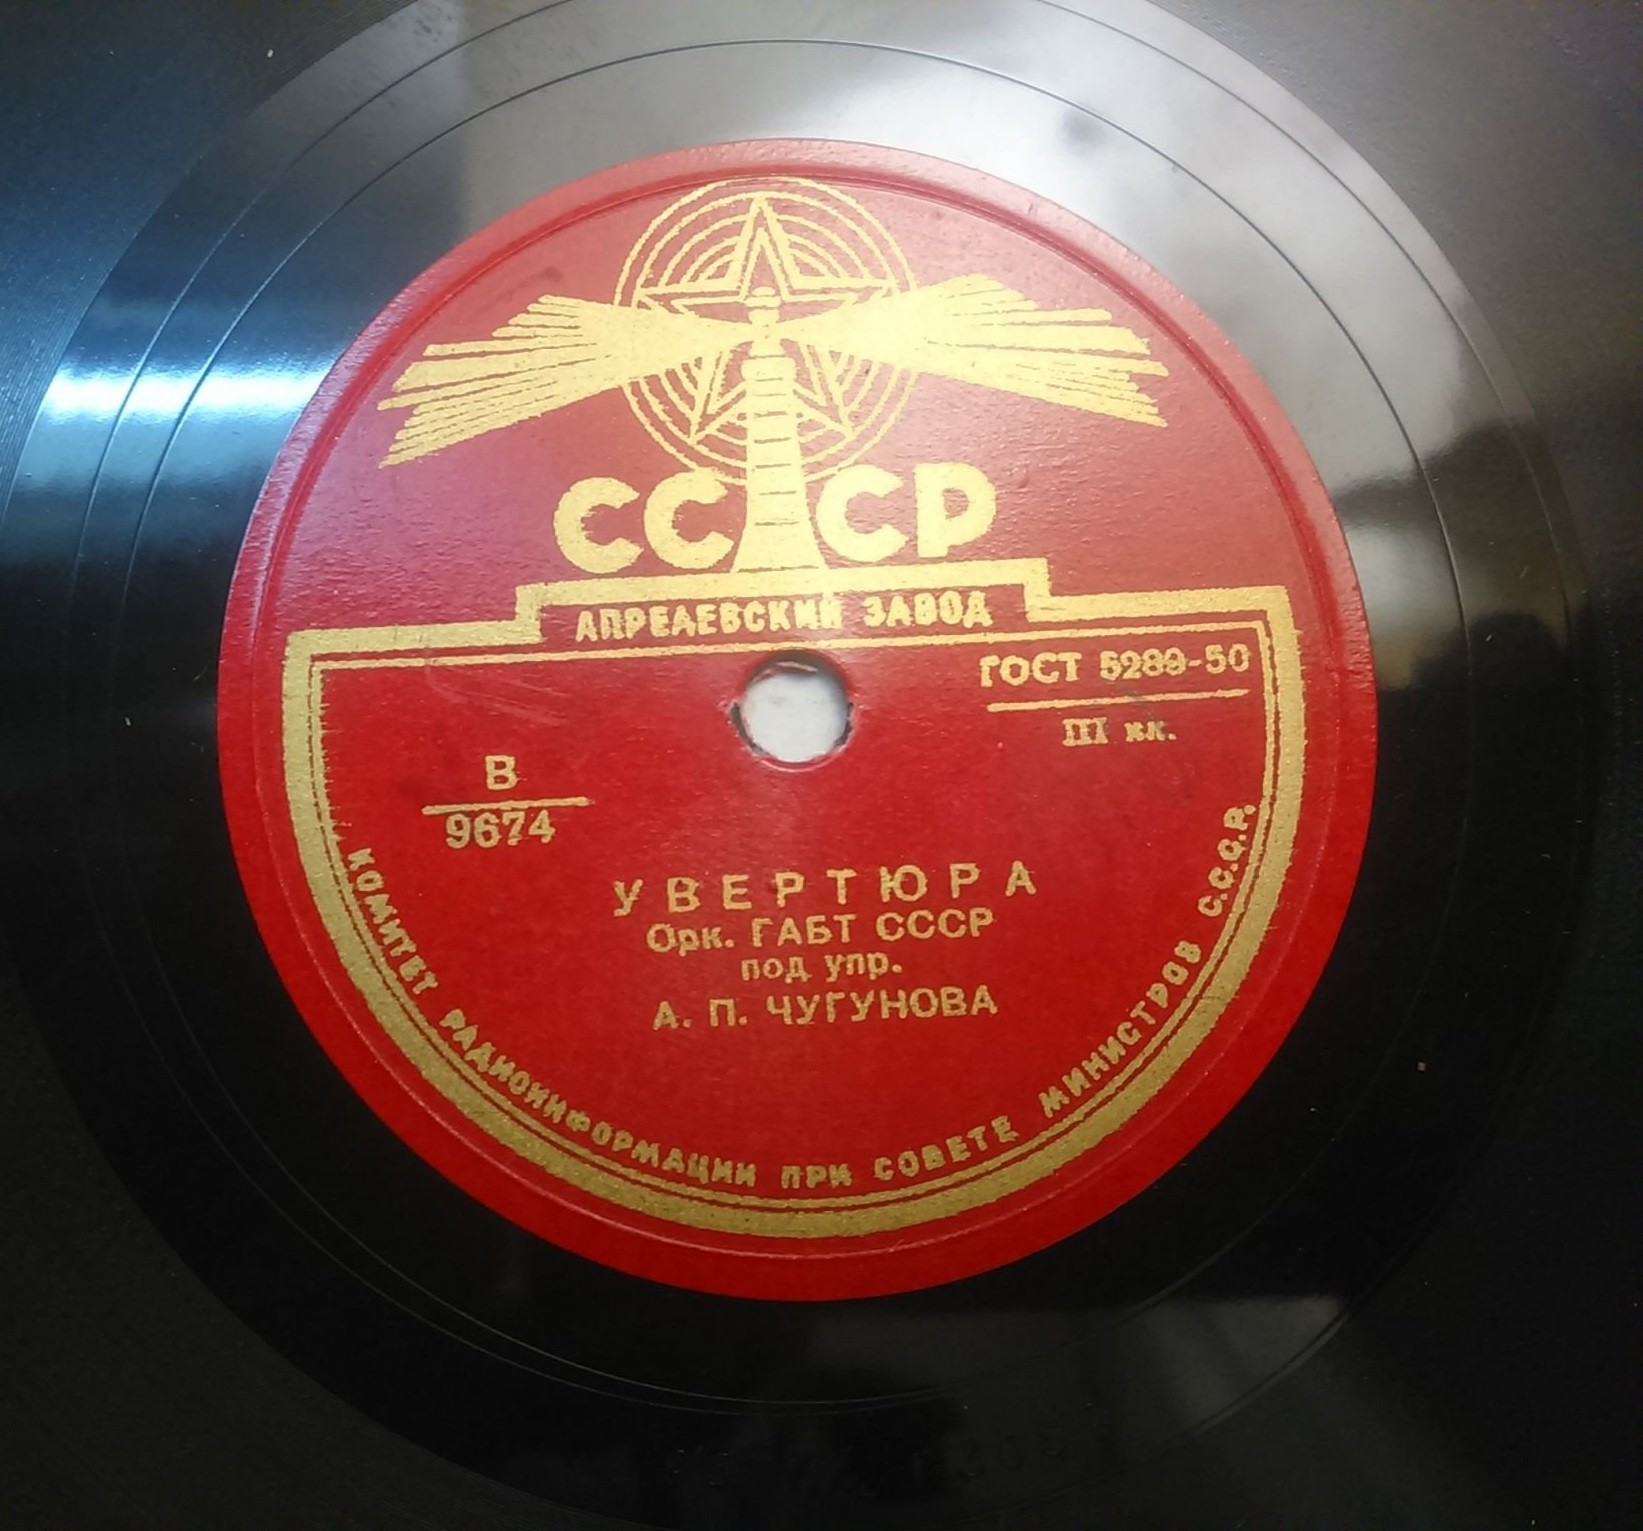 СССР
АПРЕЛЕВСКИЙ ЗАВОД
ГОСТ 5289-50
III кл.
В
9674
УВЕРТЮРА
Орк. ГАБТ СССР
под упр.
А. П. ЧУГУНОВА
КОМИТЕТ РАДИОИНФОРМАЦИИ ПРИ СОВЕТЕ МИНИСТРОВ С.С.С.Р.